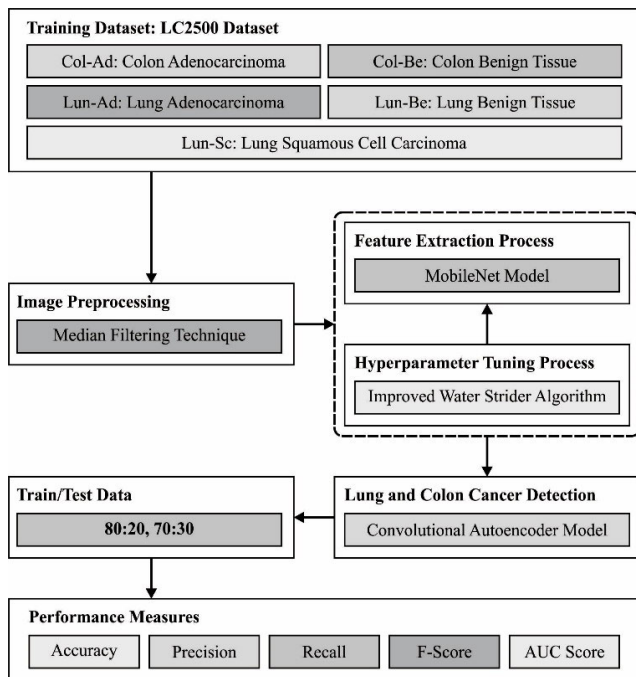 Training Dataset: LC2500 Dataset
Col-Ad: Colon Adenocarcinoma
Col-Be: Colon Benign Tissue
Lun-Ad: Lung Adenocarcinoma
Lun-Be: Lung Benign Tissue
Lun-Sc: Lung Squamous Cell Carcinoma
Feature Extraction Process
MobileNet Model
Image Preprocessing
Median Filtering Technique
Hyperparameter Tuning Process
Improved Water Strider Algorithm
Train/Test Data
80:20, 70:30
Lung and Colon Cancer Detection
Convolutional Autoencoder Model
Performance Measures
Accuracy
Precision
Recall
F-Score
AUC Score